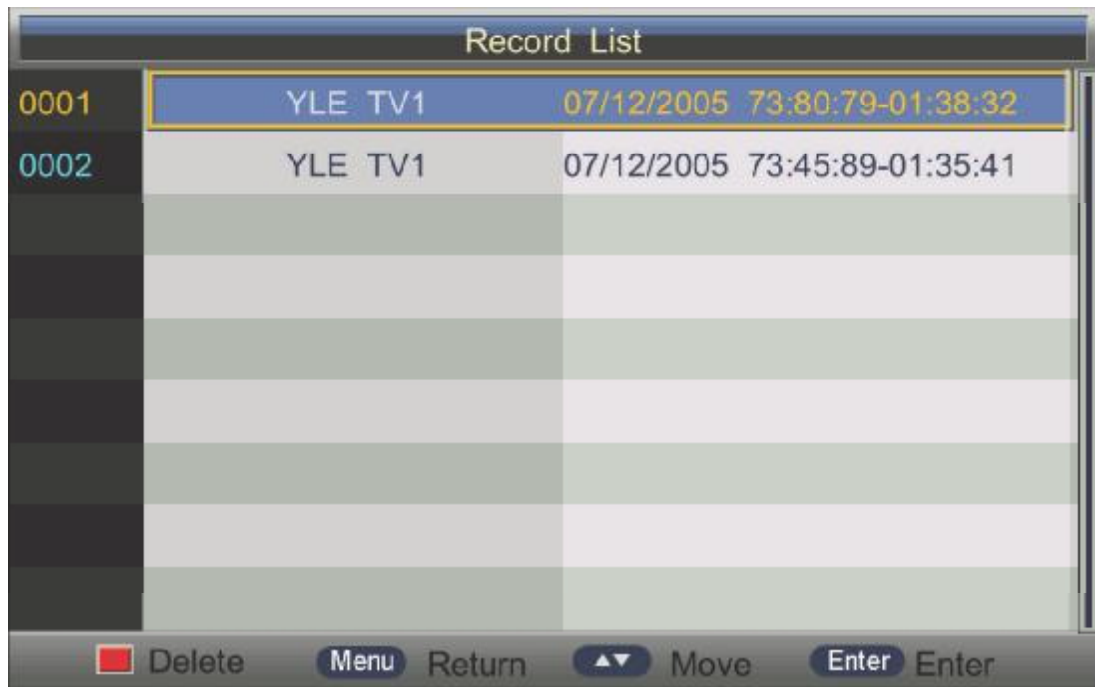 Record List
0001 YLE TV1 07/12/2005 73:80:79-01:38:32
0002 YLE TV1 07/12/2005 73:45:89-01:35:41
Delete Menu Return Move Enter Enter